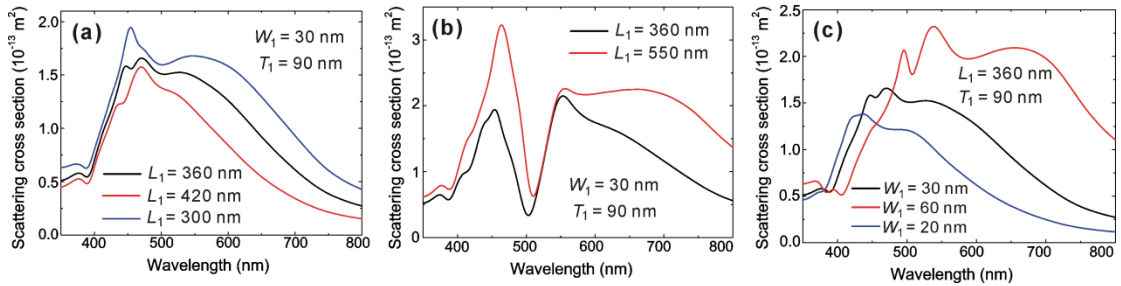 (a)
W₁ = 30 nm
T₁ = 90 nm
L₁ = 360 nm
L₁ = 420 nm
L₁ = 300 nm
Scattering cross section (10⁻¹³ m²)
2.0
1.5
1.0
0.5
0.0
400 500 600 700 800
Wavelength (nm)
(b)
L₁ = 360 nm
L₁ = 550 nm
W₁ = 30 nm
T₁ = 90 nm
Scattering cross section (10⁻¹³ m²)
3
2
1
0
400 500 600 700 800
Wavelength (nm)
(c)
L₁ = 360 nm
T₁ = 90 nm
W₁ = 30 nm
W₁ = 60 nm
W₁ = 20 nm
Scattering cross section (10⁻¹³ m²)
2.5
2.0
1.5
1.0
0.5
0.0
400 500 600 700 800
Wavelength (nm)